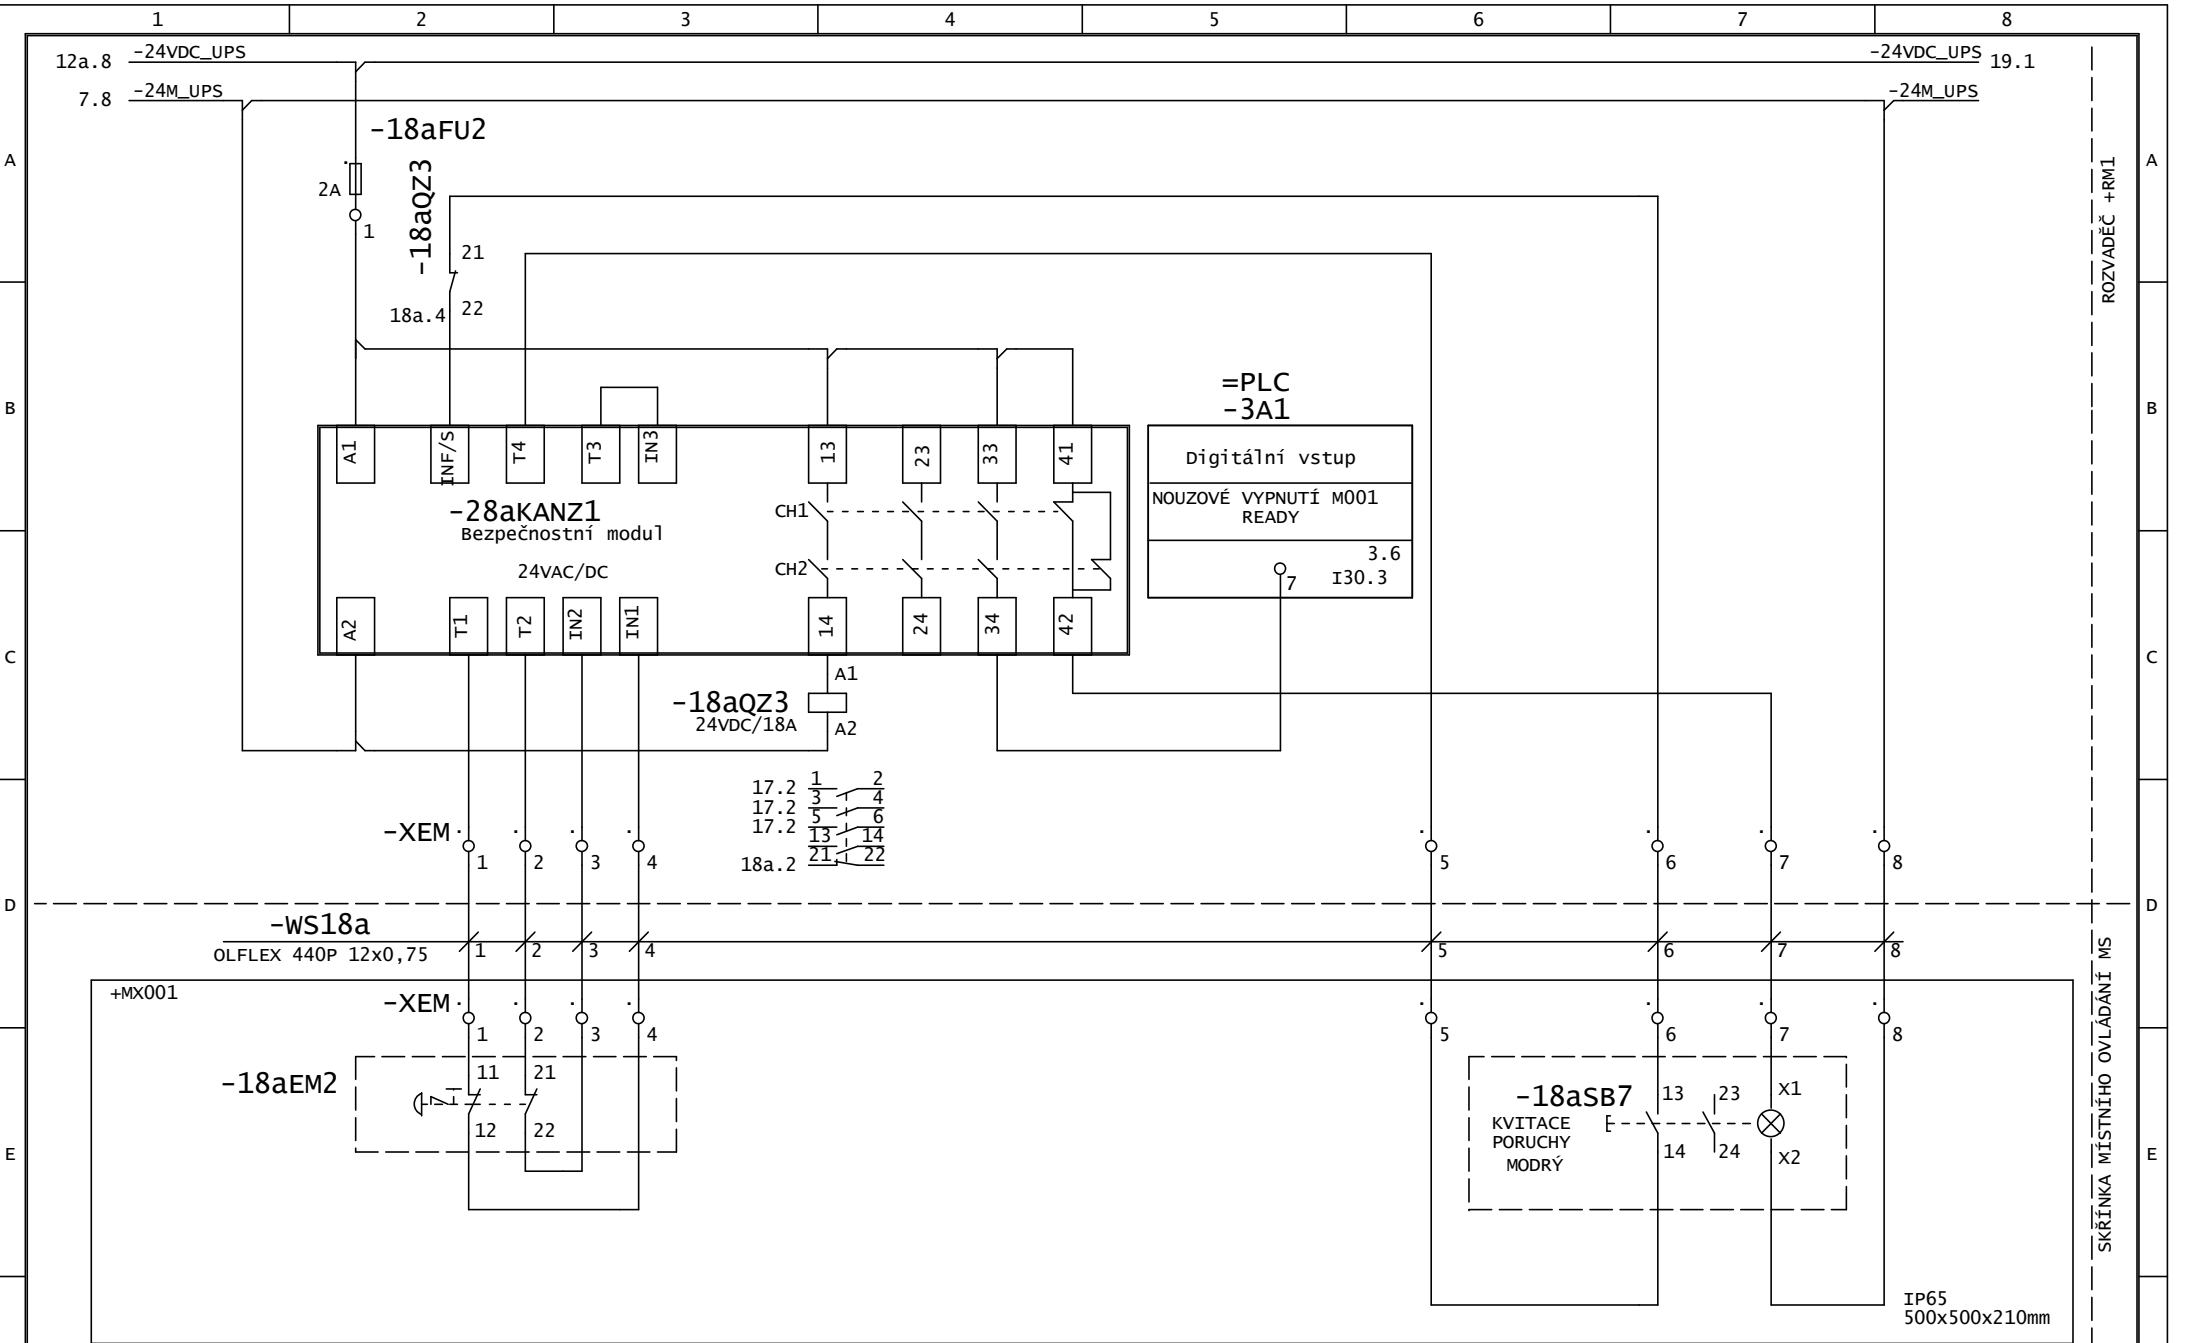 1 2 3 4 5 6 7 8
12a.8 -24VDC_UPS -24VDC_UPS 19.1
7.8 -24M_UPS -24M_UPS
-18aFU2
A A
2A
1
-18aQZ3
21
18a.4 22
ROZVADĚČ +RM1
=PLC
-3A1
B B
A1 INF/S T4 T3 IN3 13 23 33 41
Digitální vstup
NOUZOVÉ VYPNUTÍ M001
READY
3.6
7 I30.3
-28aKANZ1
Bezpečnostní modul
24VAC/DC
CH1
CH2
A2 T1 T2 IN2 IN1 14 24 34 42
C C
A1
-18aQZ3
24VDC/18A
A2
17.2 1 2
17.2 3 4
17.2 5 6
13 14
18a.2 21 22
-XEM
1 2 3 4 5 6 7 8
D D
-WS18a
OLFLEX 440P 12x0,75
1 2 3 4 5 6 7 8
+MX001
-XEM
1 2 3 4 5 6 7 8
-18aEM2
11 21
12 22
-18aSB7
KVITACE
PORUCHY
MODRÝ
13 23 X1
14 24 X2
E E
SKŘÍNKA MÍSTNÍHO OVLÁDÁNÍ MS
IP65
500x500x210mm